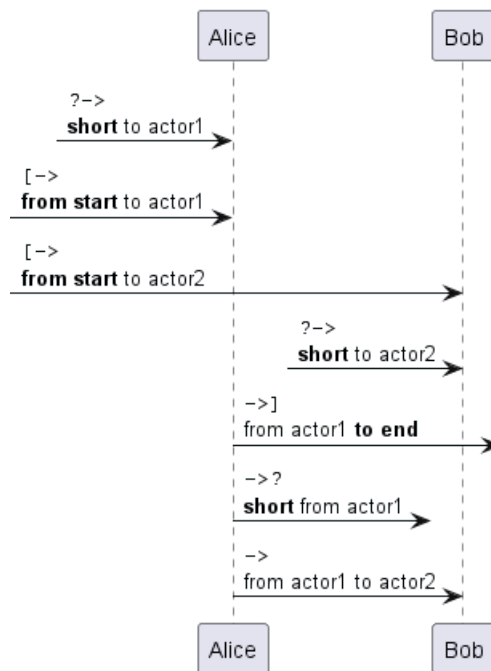 Alice Bob
?->
short to actor1
[->
from start to actor1
[->
from start to actor2
?->
short to actor2
->]
from actor1 to end
->?
short from actor1
->
from actor1 to actor2
Alice Bob